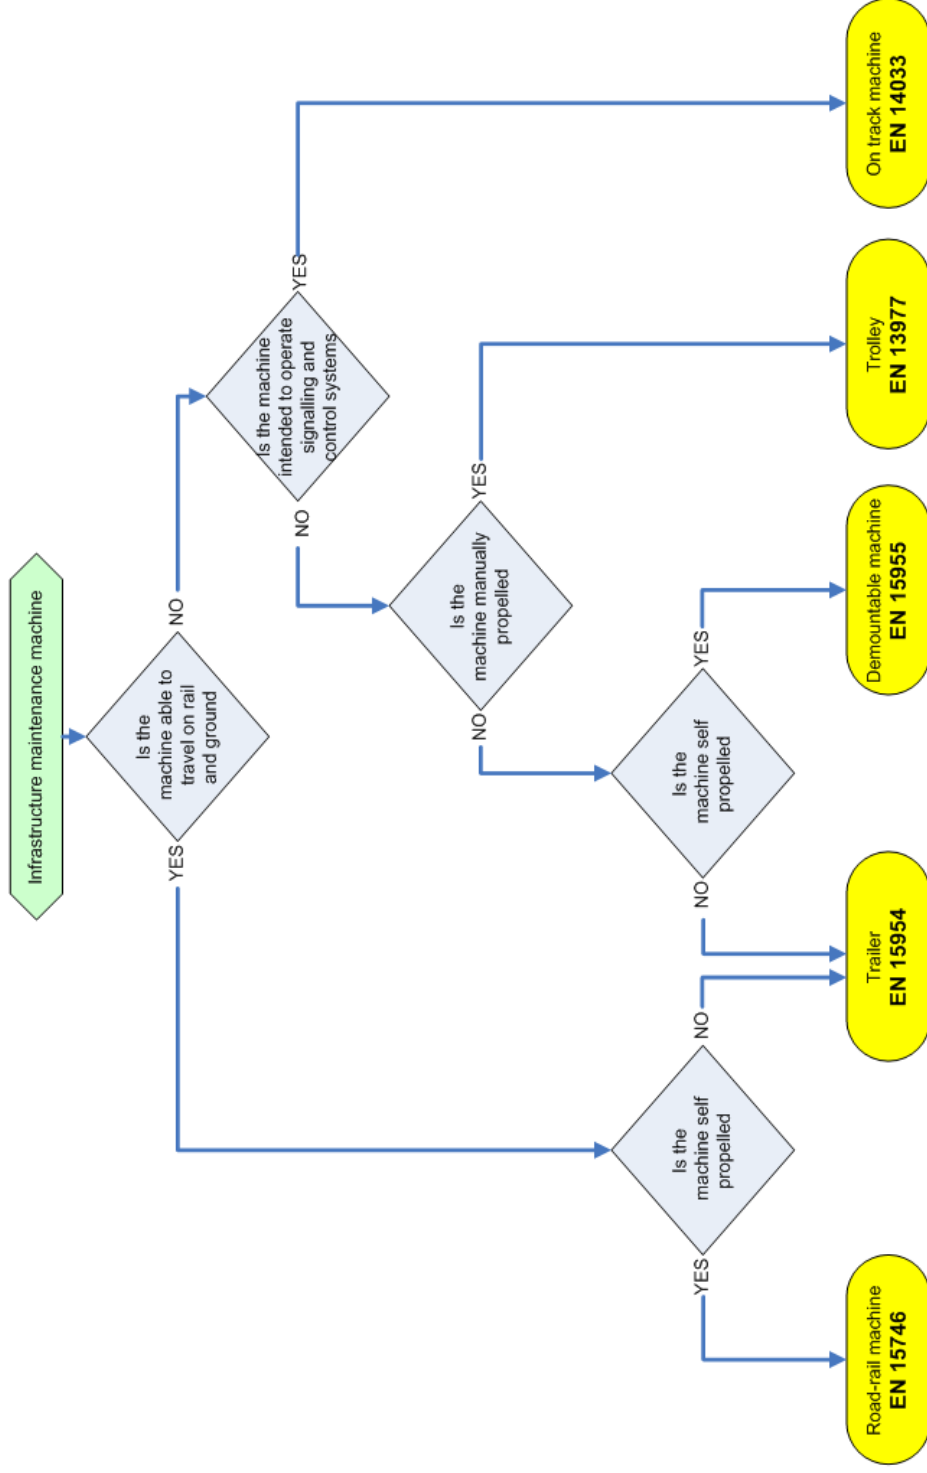 Infrastructure maintenance machine
Is the
machine able to
travel on rail
and ground
YES
NO
Is the machine
intended to operate
signalling and
control systems
NO
YES
Is the
machine manually
propelled
NO
YES
Is the
machine self
propelled
YES
NO
Is the
machine self
propelled
NO
YES
Road-rail machine
EN 15746
Trailer
EN 15954
Demountable machine
EN 15955
Trolley
EN 13977
On track machine
EN 14033